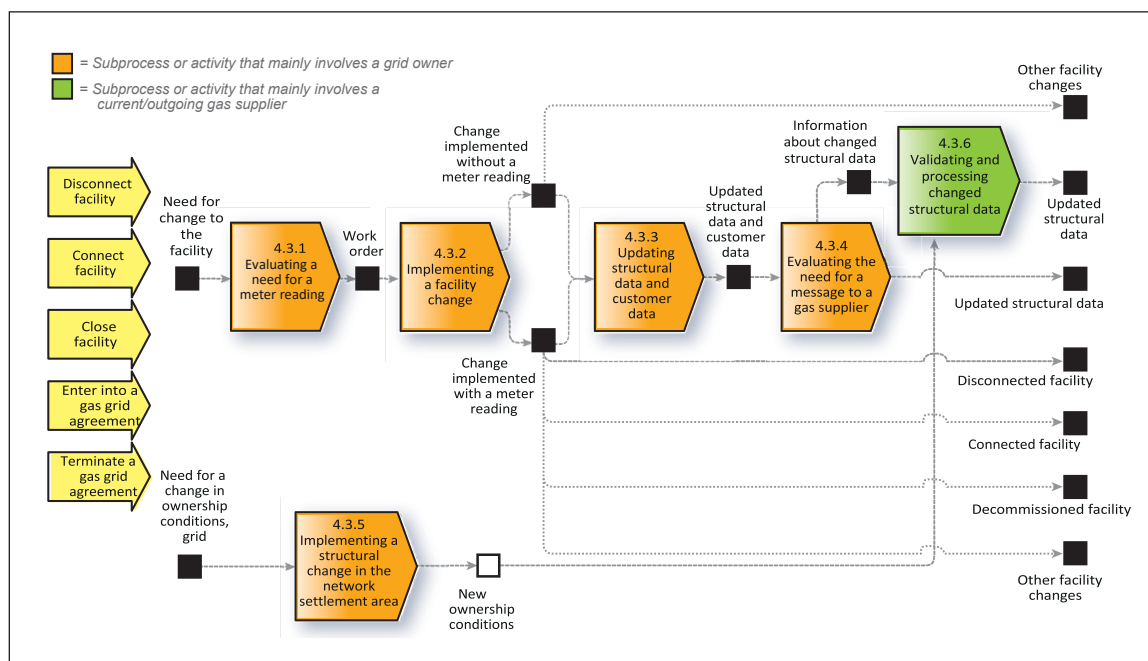 = Subprocess or activity that mainly involves a grid owner
= Subprocess or activity that mainly involves a
current/outgoing gas supplier
Disconnect
facility
Connect
facility
Close
facility
Enter into a
gas grid
agreement
Terminate a
gas grid
agreement
Need for
change to
the
facility
4.3.1
Evaluating a
need for a
meter reading
Work
order
4.3.2
Implementing
a facility
change
Change
implemented
without a
meter reading
Change
implemented
with a meter
reading
4.3.3
Updating
structural
data and
customer
data
Updated
structural
data and
customer
data
4.3.4
Evaluating the
need for a
message to a
gas supplier
Information
about changed
structural data
4.3.6
Validating and
processing
changed
structural data
Other facility
changes
Updated
structural
data
Updated structural data
Disconnected facility
Connected facility
Decommissioned facility
Other facility
changes
Need for a
change in
ownership
conditions,
grid
4.3.5
Implementing a
structural
change in the
network
settlement area
New
ownership
conditions